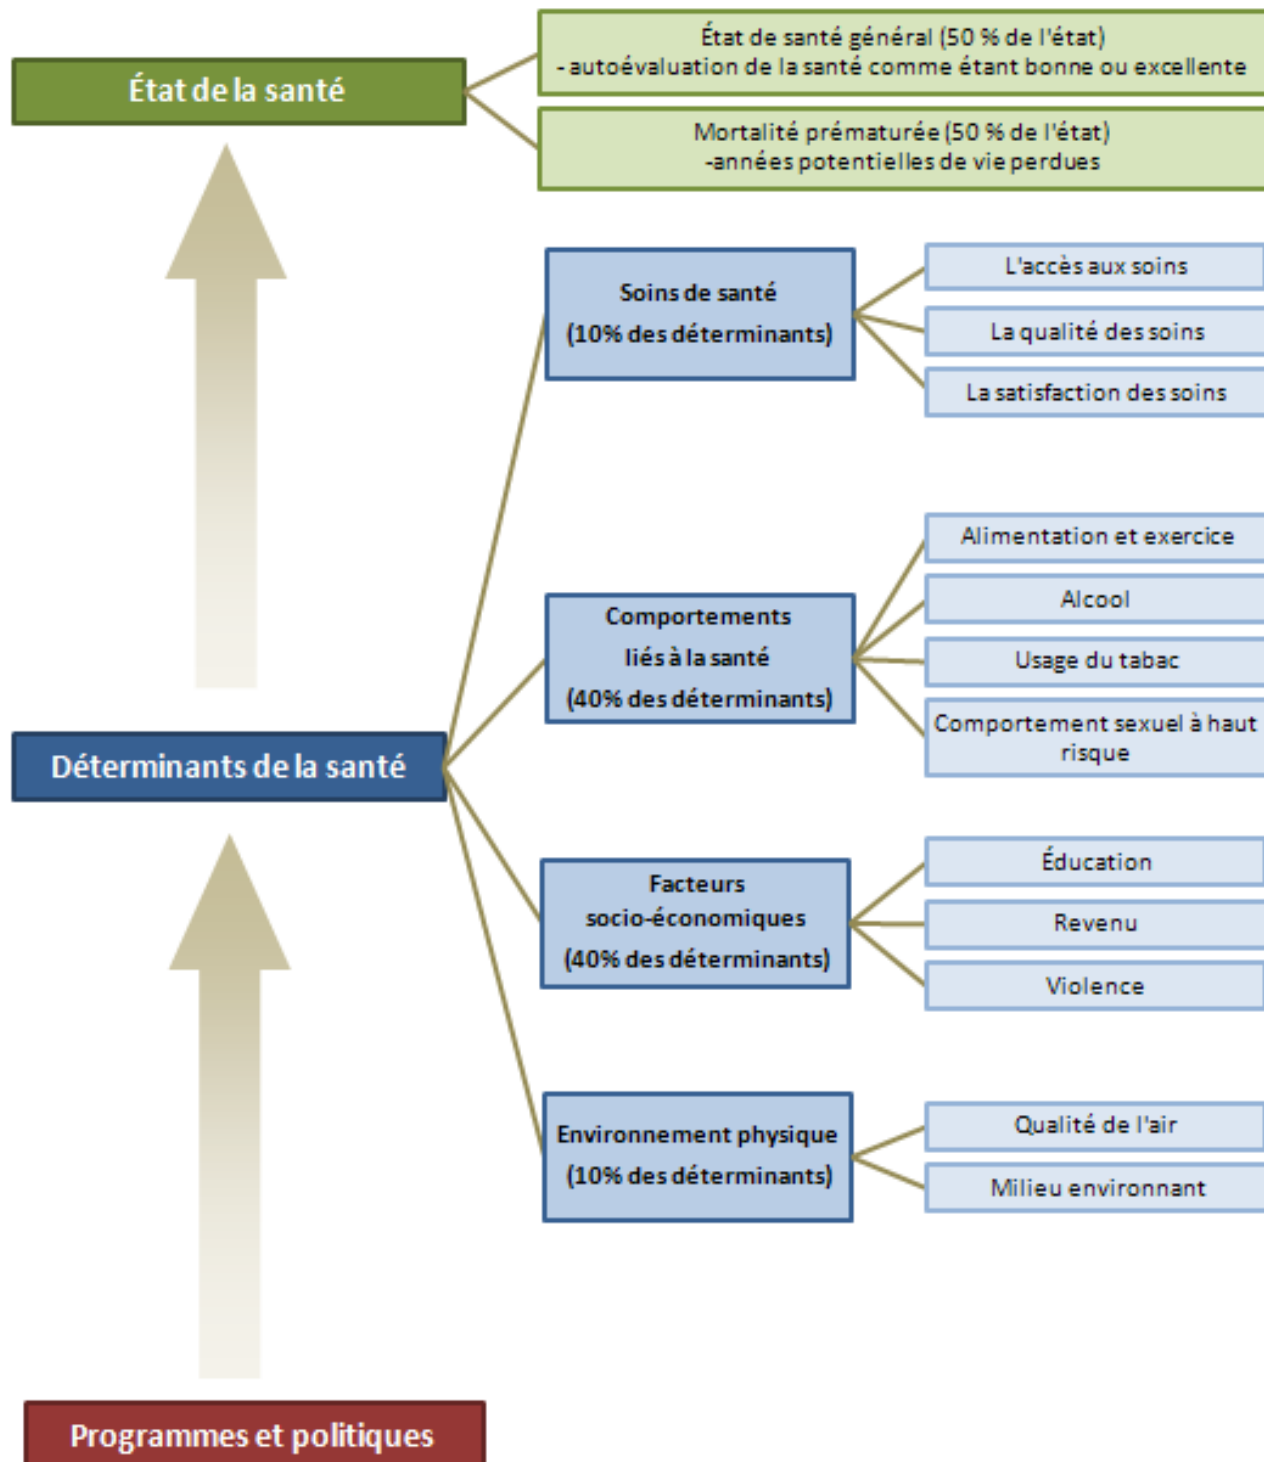 État de la santé
État de santé général (50 % de l'état)
- autoévaluation de la santé comme étant bonne ou excellente
Mortalité prématurée (50 % de l'état)
-années potentielles de vie perdues
Soins de santé
(10% des déterminants)
L'accès aux soins
La qualité des soins
La satisfaction des soins
Comportements
liés à la santé
(40% des déterminants)
Alimentation et exercice
Alcool
Usage du tabac
Comportement sexuel à haut
risque
Déterminants de la santé
Facteurs
socio-économiques
(40% des déterminants)
Éducation
Revenu
Violence
Environnement physique
(10% des déterminants)
Qualité de l'air
Milieu environnant
Programmes et politiques